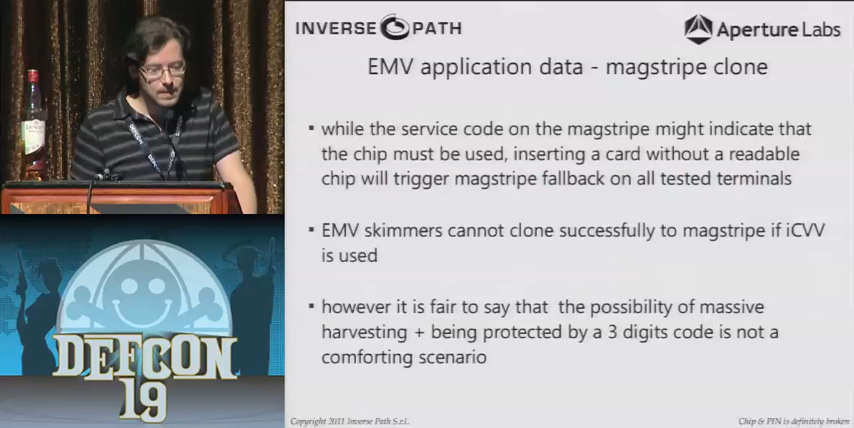 INVERSE PATH
Aperture Labs
EMV application data - magstripe clone
▪ while the service code on the magstripe might indicate that
the chip must be used, inserting a card without a readable
chip will trigger magstripe fallback on all tested terminals
▪ EMV skimmers cannot clone successfully to magstripe if iCVV
is used
▪ however it is fair to say that the possibility of massive
harvesting + being protected by a 3 digits code is not a
comforting scenario
DEFCON
19
Copyright 2011 Inverse Path S.r.l.
Chip & PIN is definitely broken